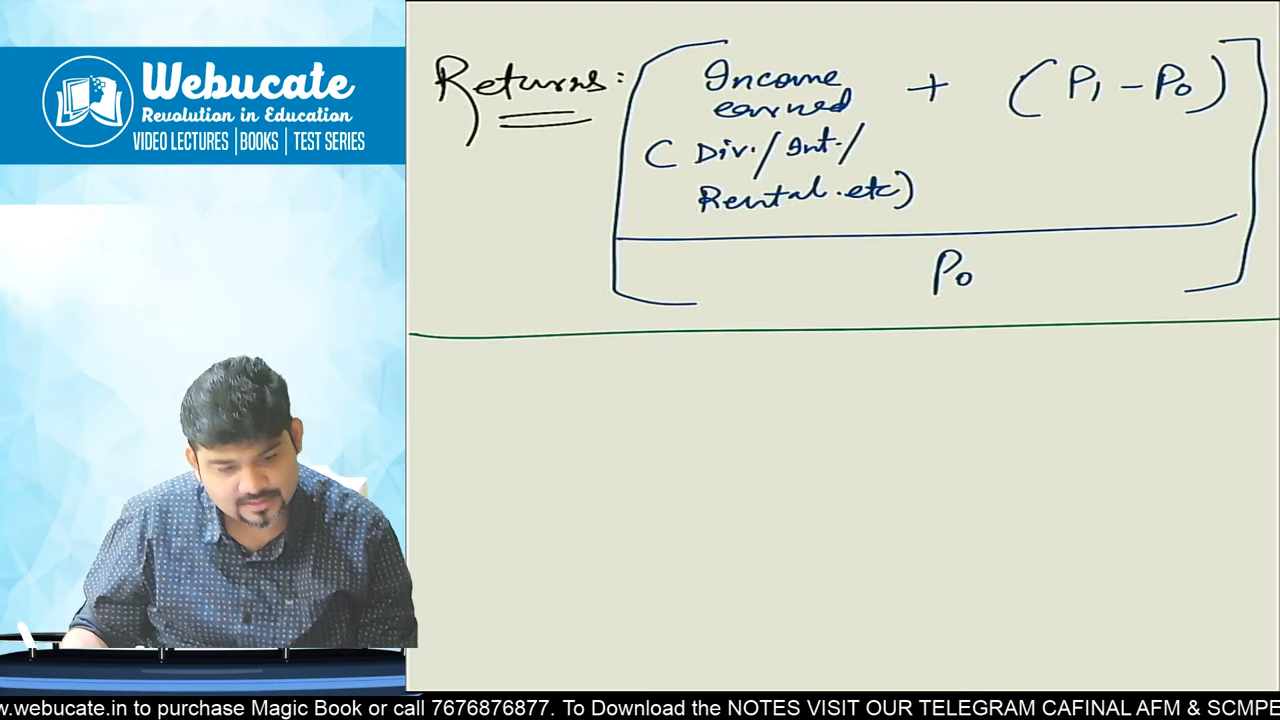 Webucate
Revolution in Education
VIDEO LECTURES | BOOKS | TEST SERIES
Returns: Income earned + (P1 - P0)
(Div./Int./
Rental.etc)
P0
w.webucate.in to purchase Magic Book or call 7676876877. To Download the NOTES VISIT OUR TELEGRAM CAFINAL AFM & SCMPE